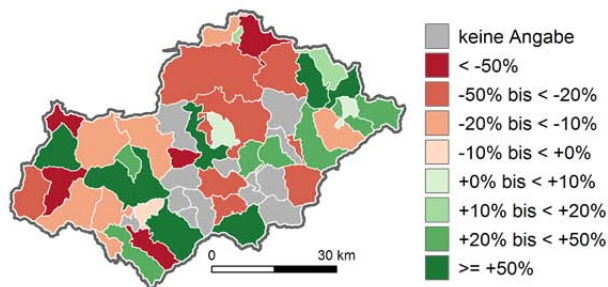 keine Angabe
< -50%
-50% bis < -20%
-20% bis < -10%
-10% bis < +0%
+0% bis < +10%
+10% bis < +20%
+20% bis < +50%
>= +50%
0 30 km